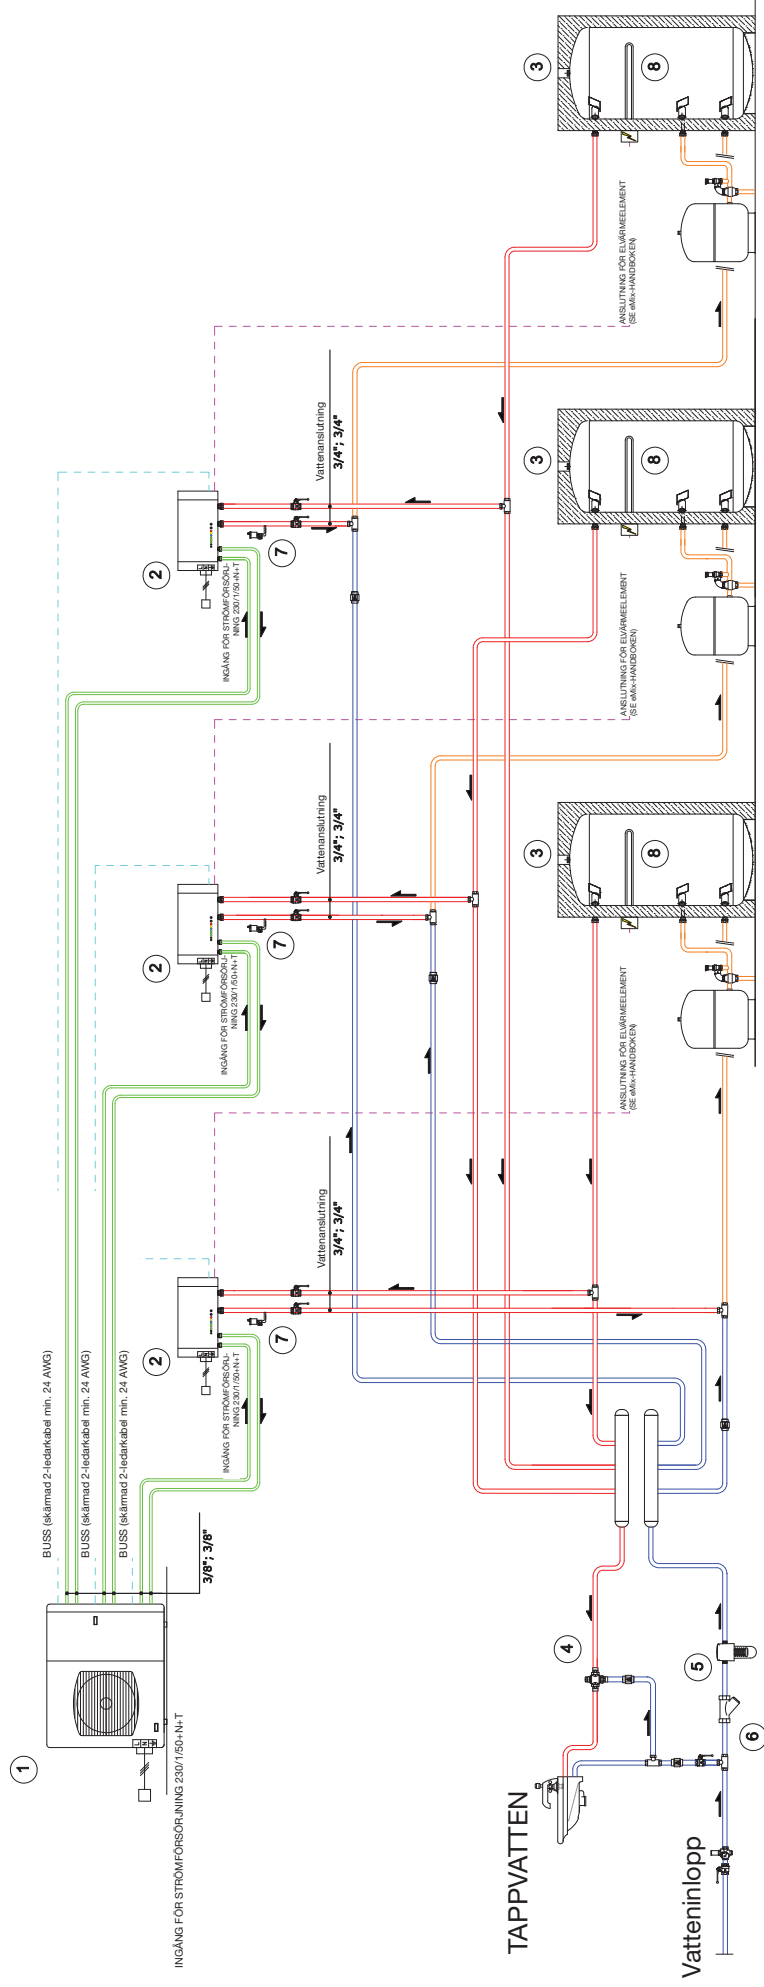 1
INGÅNG FÖR STRÖMFÖRSÖRJNING 230/1/50+N+T
L
N
BUSS (skärmad 2-ledarkabel min. 24 AWG)
BUSS (skärmad 2-ledarkabel min. 24 AWG)
BUSS (skärmad 2-ledarkabel min. 24 AWG)
3/8"; 3/8"
2
INGÅNG FÖR STRÖMFÖRSÖRJ-
NING 230/1/50+N+T
7
Vattenanslutning
3/4"; 3/4"
2
INGÅNG FÖR STRÖMFÖRSÖRJ-
NING 230/1/50+N+T
7
Vattenanslutning
3/4"; 3/4"
2
INGÅNG FÖR STRÖMFÖRSÖRJ-
NING 230/1/50+N+T
7
Vattenanslutning
3/4"; 3/4"
TAPPVATTEN
4
Vatteninlopp
6
5
ANSLUTNING FÖR ELVÄRMEELEMENT
(SE eMix-HANDBOKEN)
3
8
ANSLUTNING FÖR ELVÄRMEELEMENT
(SE eMix-HANDBOKEN)
3
8
ANSLUTNING FÖR ELVÄRMEELEMENT
(SE eMix-HANDBOKEN)
3
8